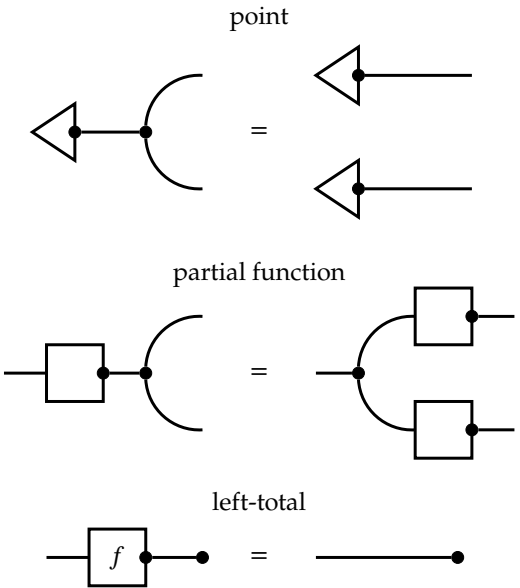 point
=
partial function
=
left-total
f =